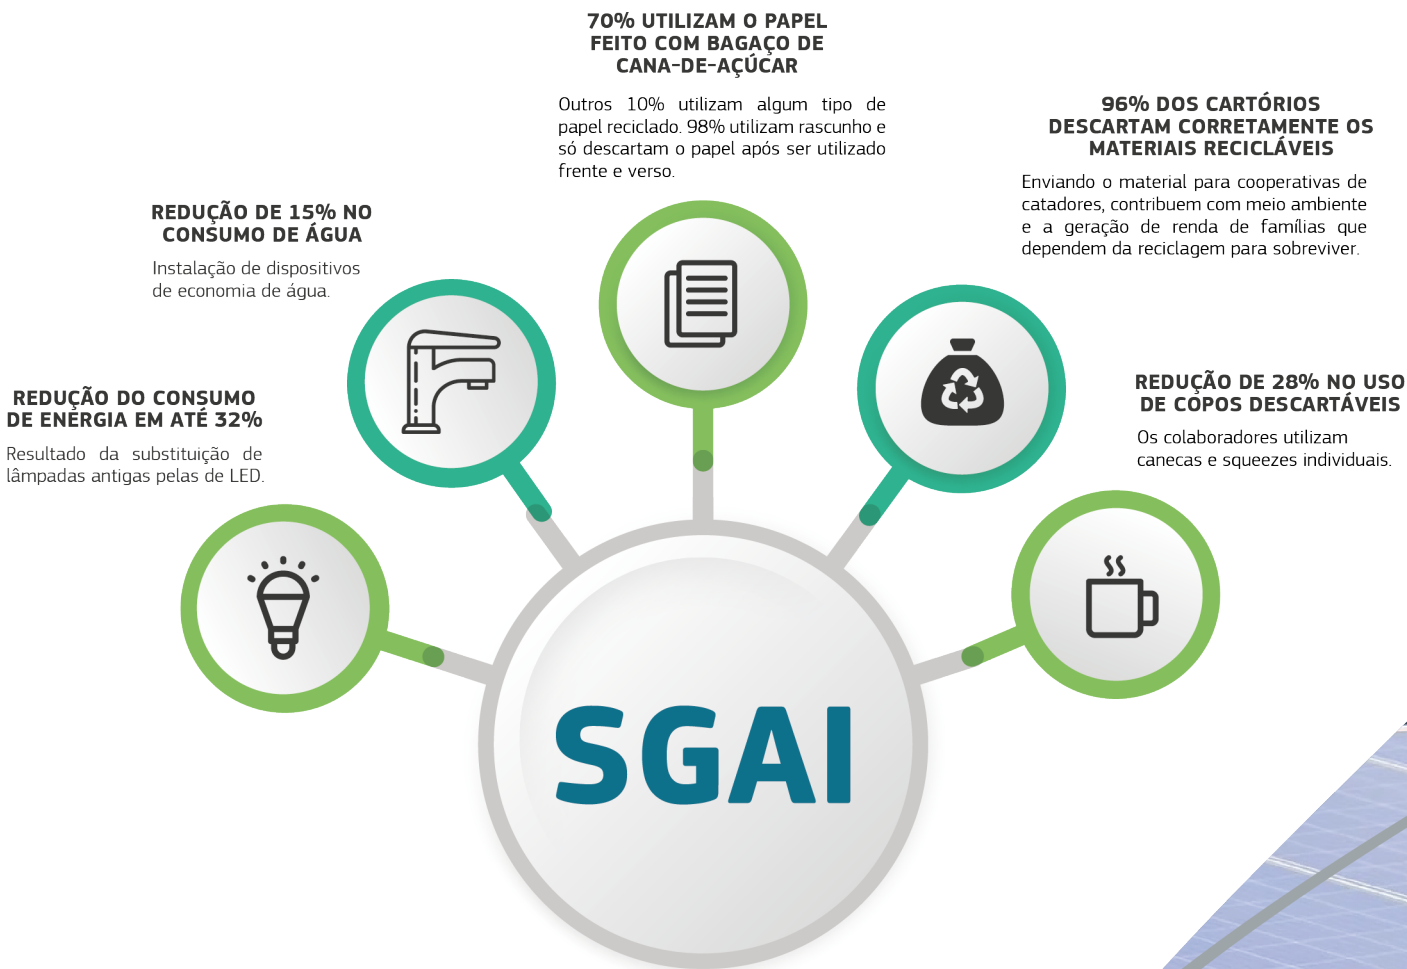 70% UTILIZAM O PAPEL
FEITO COM BAGAÇO DE
CANA-DE-AÇÚCAR
Outros 10% utilizam algum tipo de
papel reciclado. 98% utilizam rascunho e
só descartam o papel após ser utilizado
frente e verso.
96% DOS CARTÓRIOS
DESCARTAM CORRETAMENTE OS
MATERIAIS RECICLÁVEIS
Enviando o material para cooperativas de
catadores, contribuem com meio ambiente
e a geração de renda de famílias que
dependem da reciclagem para sobreviver.
REDUÇÃO DE 15% NO
CONSUMO DE ÁGUA
Instalação de dispositivos
de economia de água.
REDUÇÃO DO CONSUMO
DE ENERGIA EM ATÉ 32%
Resultado da substituição de
lâmpadas antigas pelas de LED.
REDUÇÃO DE 28% NO USO
DE COPOS DESCARTÁVEIS
Os colaboradores utilizam
canecas e squeezes individuais.
SGAI